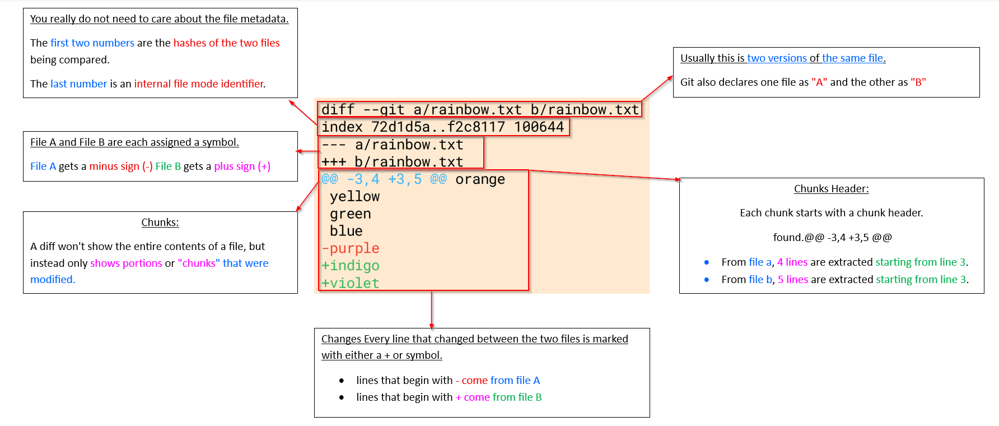 You really do not need to care about the file metadata.
The first two numbers are the hashes of the two files
being compared.
The last number is an internal file mode identifier.
Usually this is two versions of the same file.
Git also declares one file as "A" and the other as "B"
diff --git a/rainbow.txt b/rainbow.txt
index 72d1d5a..f2c8117 100644
--- a/rainbow.txt
+++ b/rainbow.txt
@@ -3,4 +3,5 @@ orange
yellow
green
blue
-purple
+indigo
+violet
File A and File B are each assigned a symbol.
File A gets a minus sign (-) File B gets a plus sign (+)
Chunks:
A diff won't show the entire contents of a file, but
instead only shows portions or "chunks" that were
modified.
Chunks Header:
Each chunk starts with a chunk header.
found.@@ -3,4 +3,5 @@
• From file a, 4 lines are extracted starting from line 3.
• From file b, 5 lines are extracted starting from line 3.
Changes Every line that changed between the two files is marked
with either a + or symbol.
• lines that begin with - come from file A
• lines that begin with + come from file B